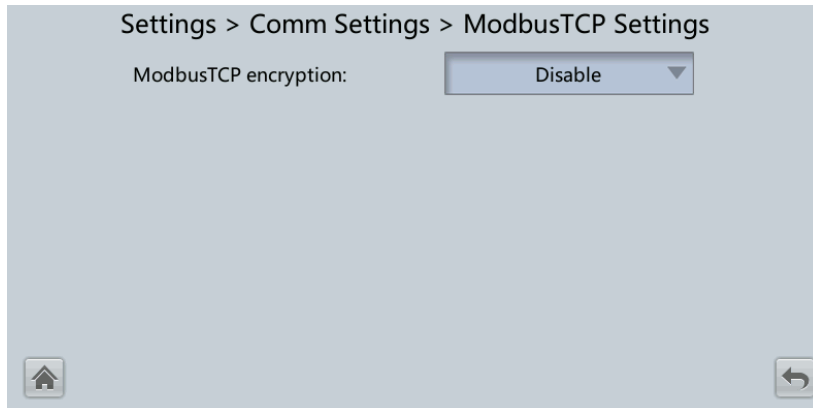 Settings > Comm Settings > ModbusTCP Settings
ModbusTCP encryption: Disable